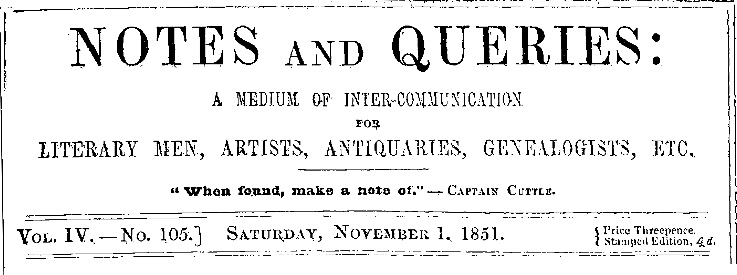 NOTES AND QUERIES:
A MEDIUM OF INTER-COMMUNICATION
FOR
LITERARY MEN, ARTISTS, ANTIQUARIES, GENEALOGISTS, ETC.
"When found, make a note of."—CAPTAIN CUTTLE.
VOL. IV.—No. 105.] SATURDAY, NOVEMBER 1. 1851. { Price Threepence.
{ Stamped Edition, 4d.